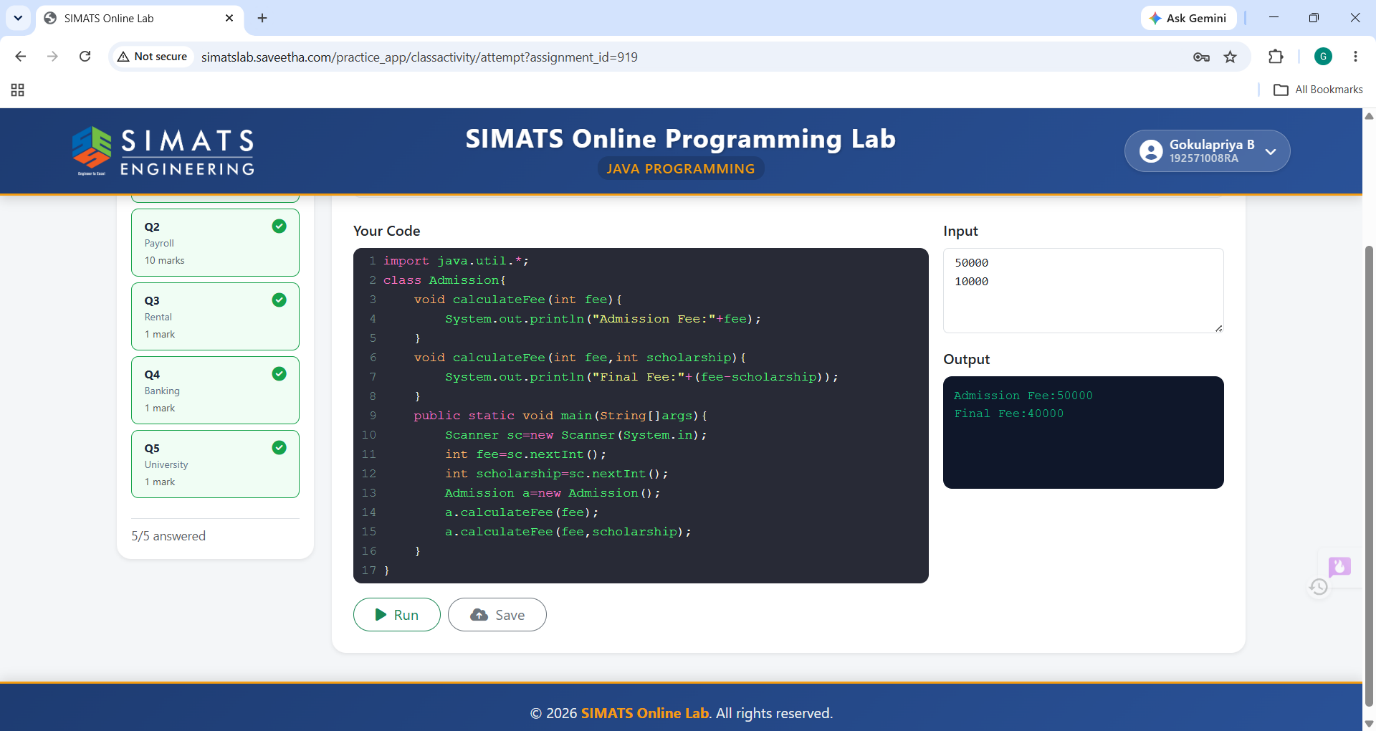 SIMATS Online Lab
Ask Gemini
Not secure
simatslab.saveetha.com/practice_app/classactivity/attempt?assignment_id=919
G
All Bookmarks
SIMATS
ENGINEERING
Engineer to Excel
SIMATS Online Programming Lab
JAVA PROGRAMMING
Gokulapriya B
192571008RA
Q2
Payroll
10 marks
Q3
Rental
1 mark
Q4
Banking
1 mark
Q5
University
1 mark
5/5 answered
Your Code
1 import java.util.*;
2 class Admission{
3     void calculateFee(int fee){
4         System.out.println("Admission Fee:"+fee);
5     }
6     void calculateFee(int fee,int scholarship){
7         System.out.println("Final Fee:"+(fee-scholarship));
8     }
9     public static void main(String[]args){
10         Scanner sc=new Scanner(System.in);
11         int fee=sc.nextInt();
12         int scholarship=sc.nextInt();
13         Admission a=new Admission();
14         a.calculateFee(fee);
15         a.calculateFee(fee,scholarship);
16     }
17 }
Run
Save
Input
50000
10000
Output
Admission Fee:50000
Final Fee:40000
© 2026 SIMATS Online Lab. All rights reserved.